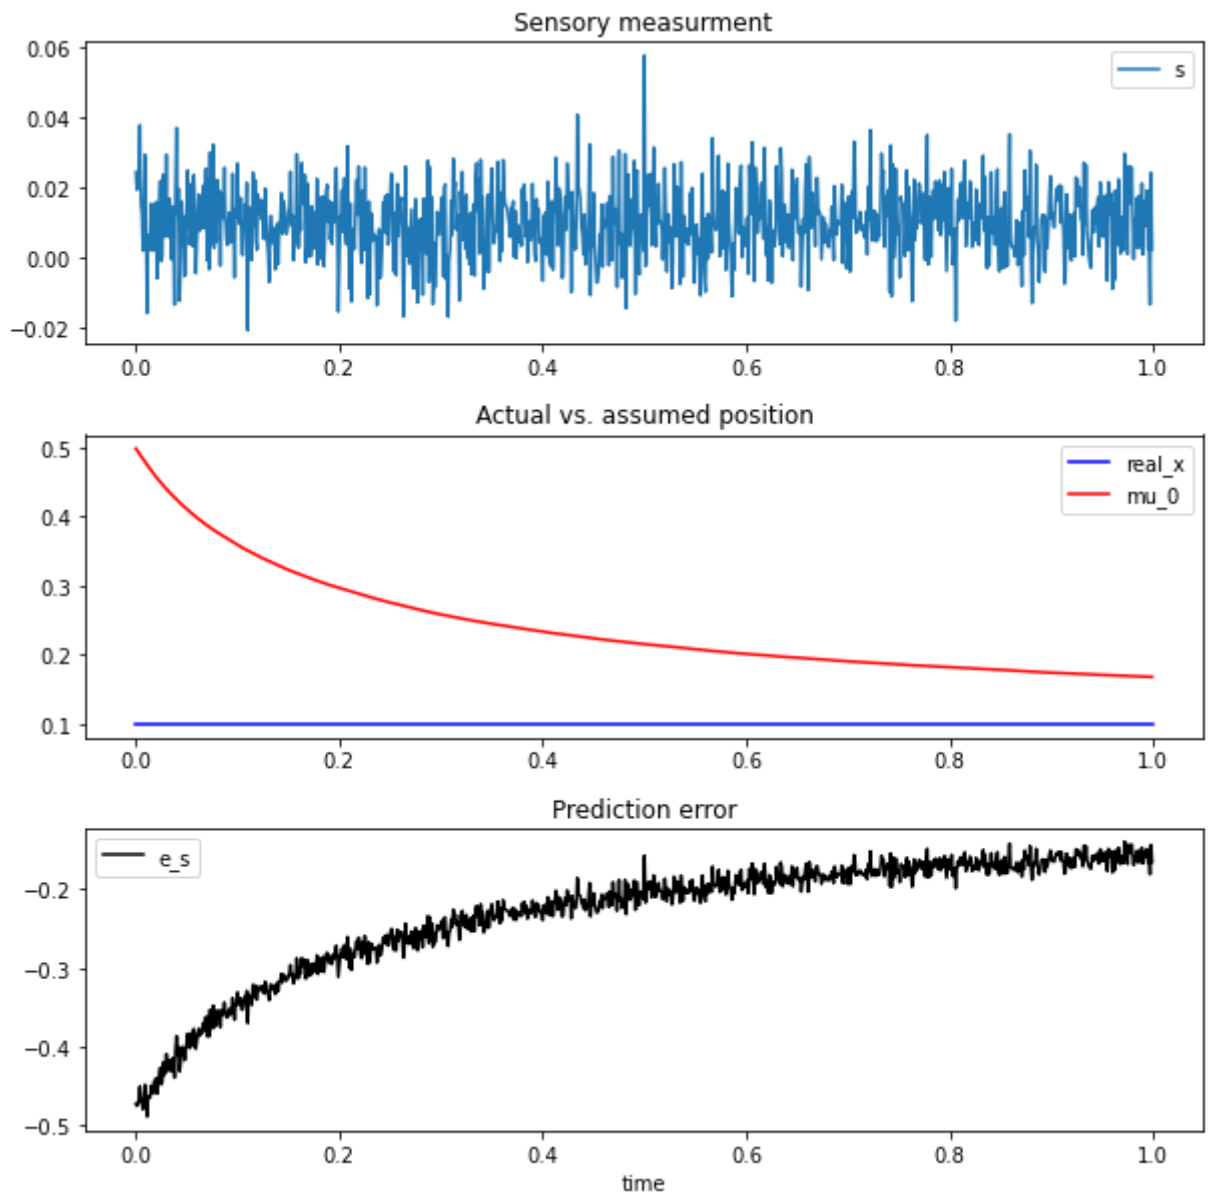 Sensory measurment
0.06
0.04
0.02
0.00
−0.02
s
0.0 0.2 0.4 0.6 0.8 1.0
Actual vs. assumed position
0.5
0.4
0.3
0.2
0.1
real_x
mu_0
0.0 0.2 0.4 0.6 0.8 1.0
Prediction error
e_s
−0.2
−0.3
−0.4
−0.5
0.0 0.2 0.4 0.6 0.8 1.0
time